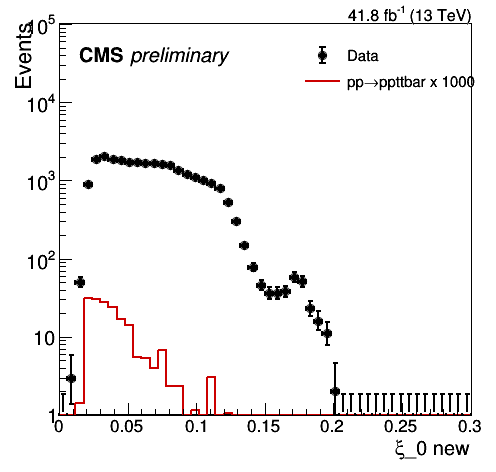 41.8 fb⁻¹ (13 TeV)
Events
CMS preliminary
Data
pp→ppttbar x 1000
10⁵
10⁴
10³
10²
10
1
0 0.05 0.1 0.15 0.2 0.25 0.3
ξ_0 new